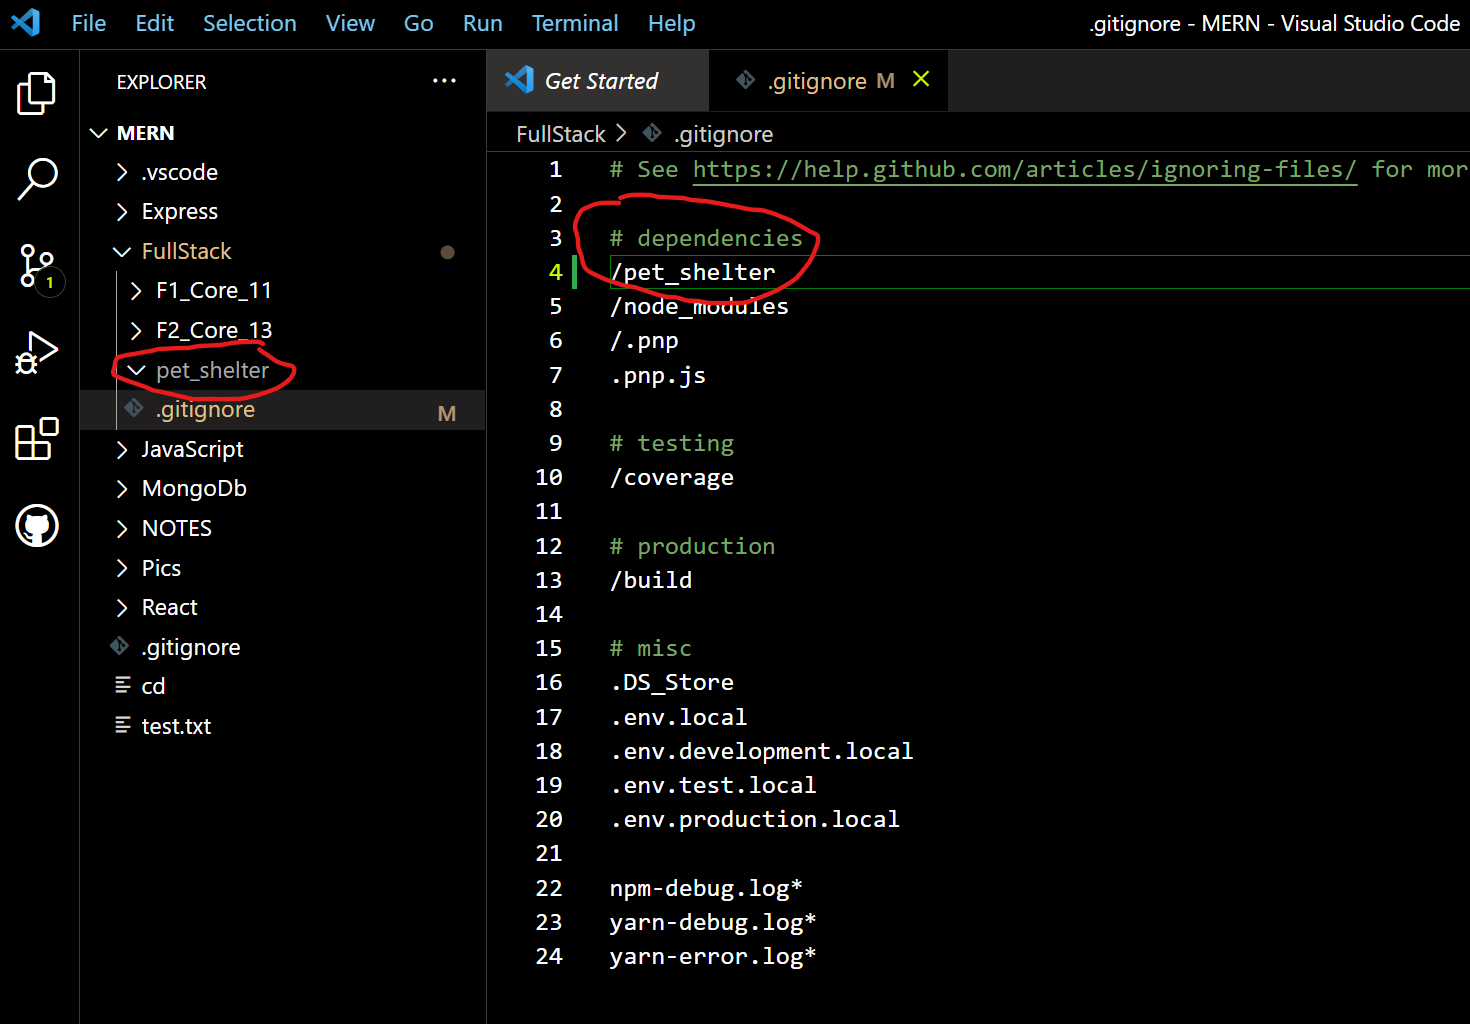 File Edit Selection View Go Run Terminal Help .gitignore - MERN - Visual Studio Code
EXPLORER ...
MERN
.vscode
Express
FullStack
F1_Core_11
F2_Core_13
pet_shelter
.gitignore M
JavaScript
MongoDb
NOTES
Pics
React
.gitignore
cd
test.txt
1
Get Started .gitignore M
FullStack > .gitignore
1 # See https://help.github.com/articles/ignoring-files/ for mor
2
3 # dependencies
4 /pet_shelter
5 /node_modules
6 /.pnp
7 .pnp.js
8
9 # testing
10 /coverage
11
12 # production
13 /build
14
15 # misc
16 .DS_Store
17 .env.local
18 .env.development.local
19 .env.test.local
20 .env.production.local
21
22 npm-debug.log*
23 yarn-debug.log*
24 yarn-error.log*